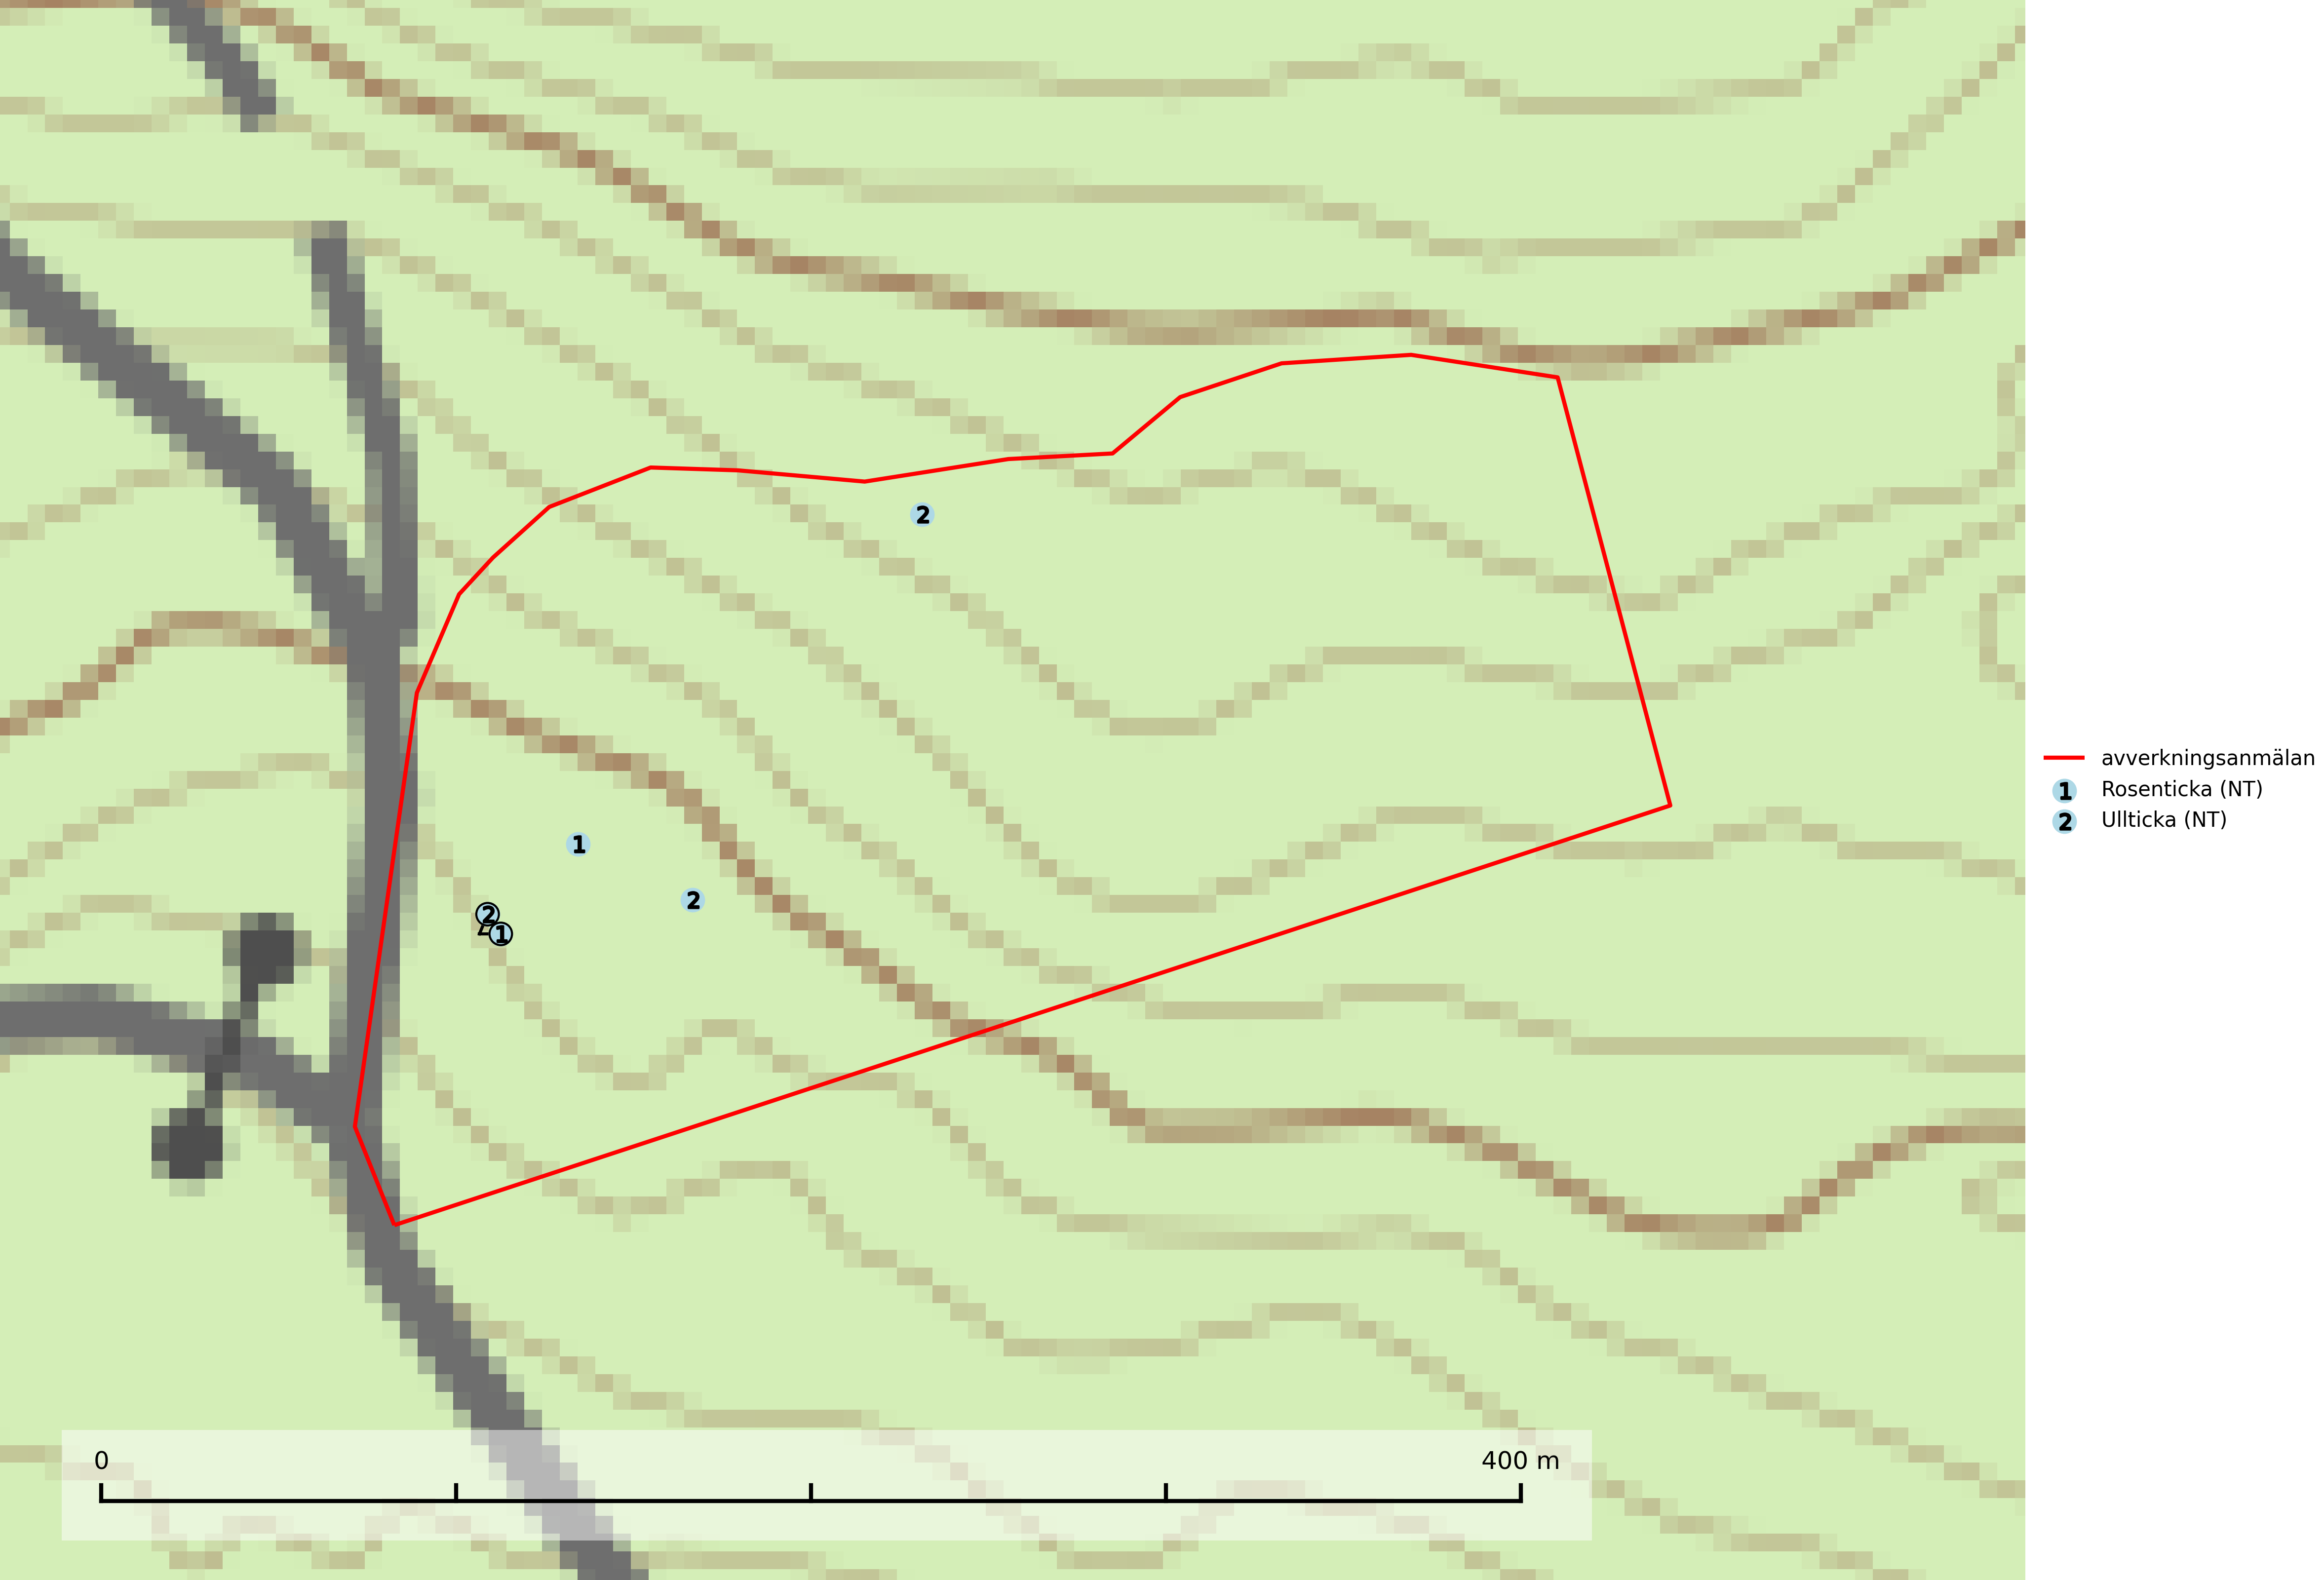 2
1
2
2
1
0
400 m
avverkningsanmälan
1 Rosenticka (NT)
2 Ullticka (NT)